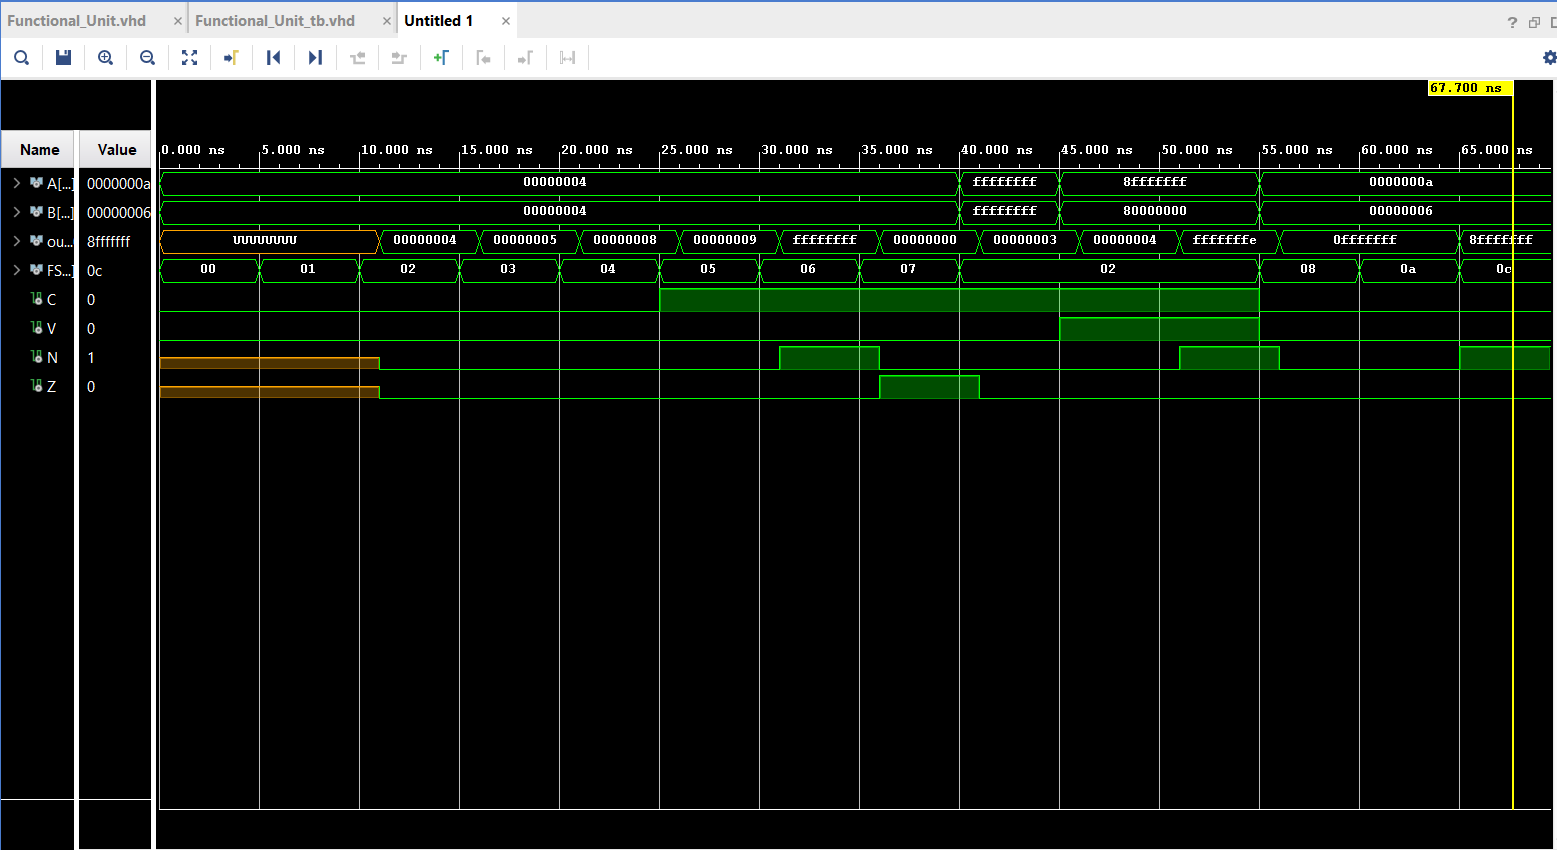 Functional_Unit.vhd × Functional_Unit_tb.vhd × Untitled 1 ×
?
67.700 ns
Name Value
0.000 ns 5.000 ns 10.000 ns 15.000 ns 20.000 ns 25.000 ns 30.000 ns 35.000 ns 40.000 ns 45.000 ns 50.000 ns 55.000 ns 60.000 ns 65.000 ns
A[...] 0000000a 00000004 ffffffff 8fffffff 0000000a
B[...] 00000006 00000004 ffffffff 80000000 00000006
ou... 8fffffff UUUUUUUU 00000004 00000005 00000008 00000009 ffffffff 00000000 00000003 00000004 fffffffe 0fffffff 8fffffff
FS...] 0c 00 01 02 03 04 05 06 07 02 08 0a 0c
C 0
V 0
N 1
Z 0